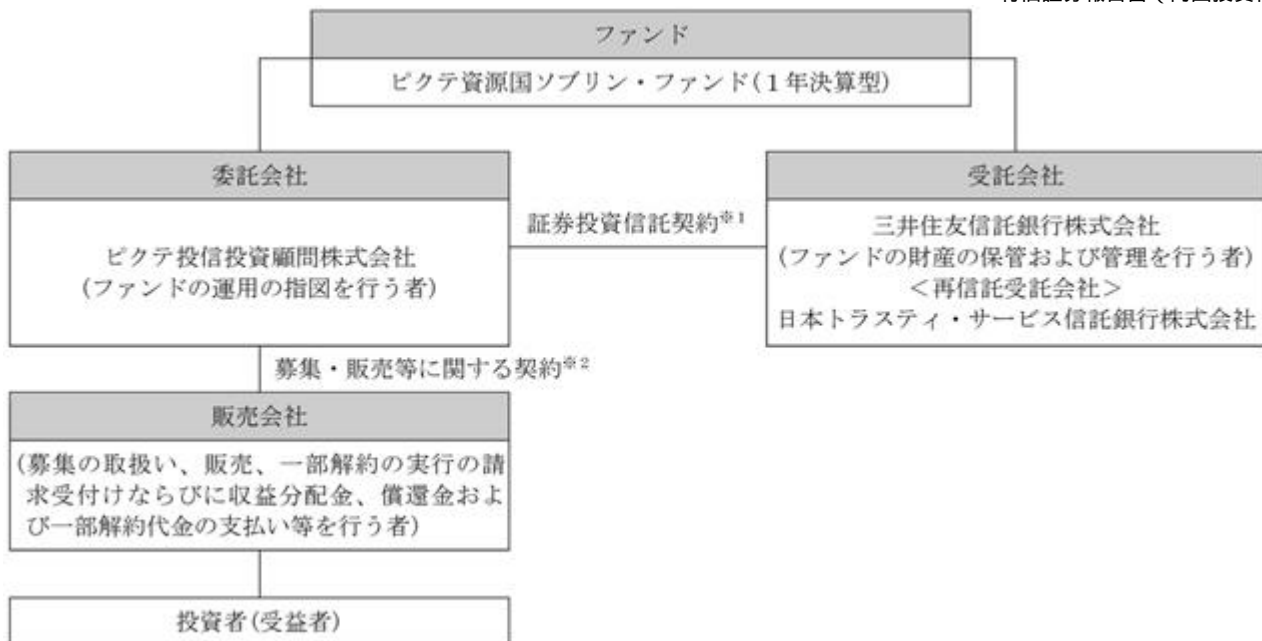 ファンド
ピクテ資源国ソブリン・ファンド(1年決算型)
委託会社
ピクテ投信投資顧問株式会社
(ファンドの運用の指図を行う者)
証券投資信託契約※1
受託会社
三井住友信託銀行株式会社
(ファンドの財産の保管および管理を行う者)
＜再信託受託会社＞
日本トラスティ・サービス信託銀行株式会社
募集・販売等に関する契約※2
販売会社
(募集の取扱い、販売、一部解約の実行の請
求受付けならびに収益分配金、償還金およ
び一部解約代金の支払い等を行う者)
投資者(受益者)